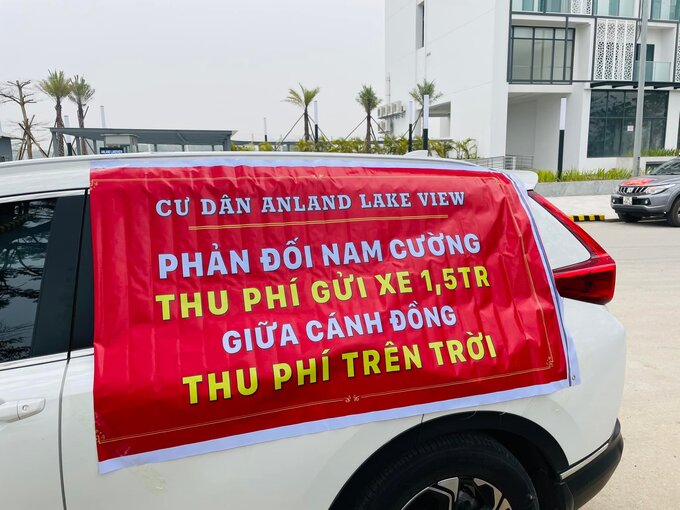 CƯ DÂN ANLAND LAKE VIEW
PHẢN ĐỐI NAM CƯỜNG
THU PHÍ GỬI XE 1,5TR
GIỮA CÁNH ĐỒNG
THU PHÍ TRÊN TRỜI